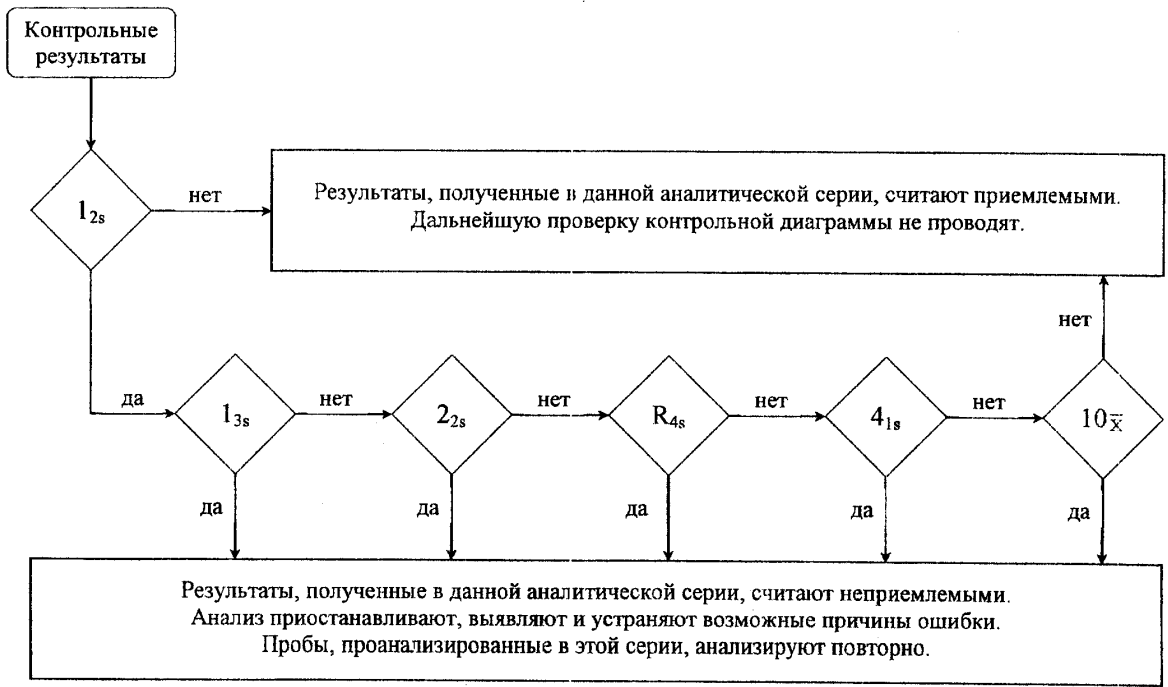 Контрольные
результаты
1₂ₛ
нет
Результаты, полученные в данной аналитической серии, считают приемлемыми.
Дальнейшую проверку контрольной диаграммы не проводят.
нет
да
1₃ₛ
нет
2₂ₛ
нет
R₄ₛ
нет
4₁ₛ
нет
10x̅
да
да
да
да
да
Результаты, полученные в данной аналитической серии, считают неприемлемыми.
Анализ приостанавливают, выявляют и устраняют возможные причины ошибки.
Пробы, проанализированные в этой серии, анализируют повторно.